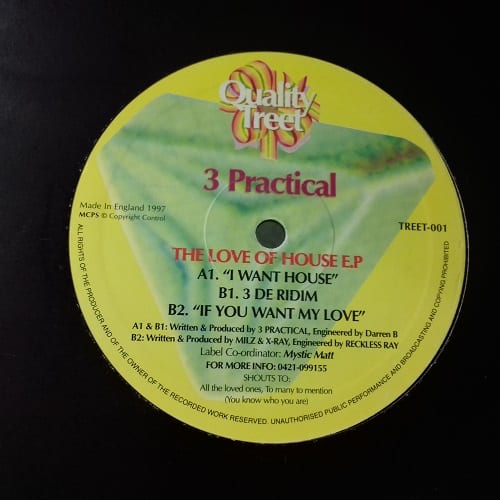 Quality
Treet
3 Practical
Made In England 1997
MCPS © Copyright Control
TREET-001
THE LOVE OF HOUSE E.P
A1. "I WANT HOUSE"
B1. 3 DE RIDIM
B2. "IF YOU WANT MY LOVE"
A1 & B1: Written & Produced by 3 PRACTICAL, Engineered by Darren B
B2: Written & Produced by MILZ & X-RAY, Engineered by RECKLESS RAY
Label Co-ordinator: Mystic Matt
FOR MORE INFO: 0421-099155
SHOUTS TO:
All the loved ones, To many to mention
(You know who you are)
ALL RIGHTS OF THE PRODUCER AND OF THE OWNER OF THE RECORDED WORK RESERVED. UNAUTHORISED PUBLIC PERFORMANCE AND BROADCASTING AND COPYING PROHIBITED